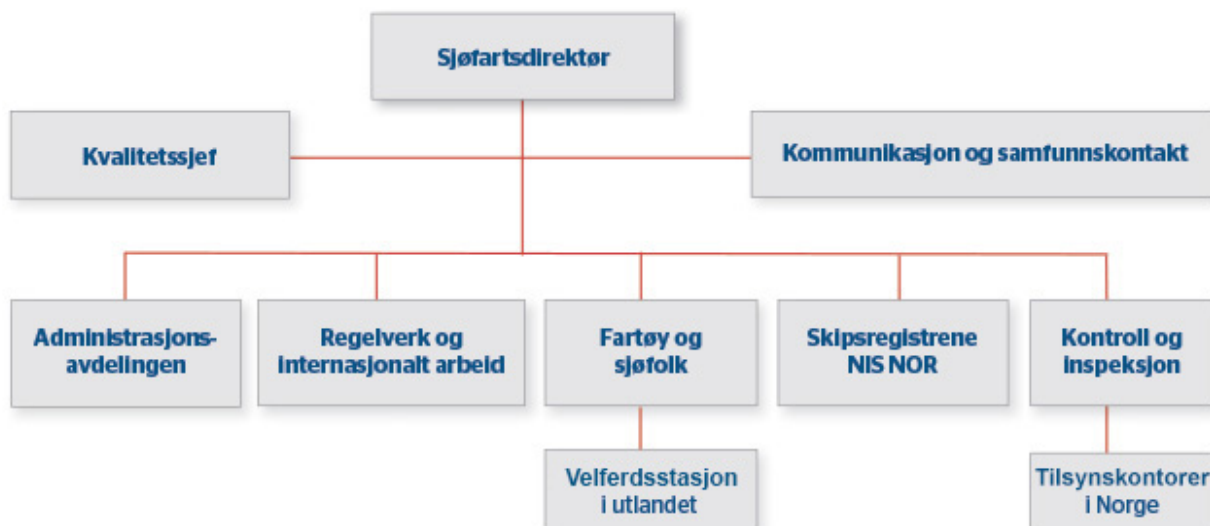 Sjøfartsdirektør
Kvalitetssjef
Kommunikasjon og samfunnskontakt
Administrasjons-
avdelingen
Regelverk og
internasjonalt arbeid
Fartøy og
sjøfolk
Skipsregistrene
NIS NOR
Kontroll og
inspeksjon
Velferdsstasjon
i utlandet
Tilsynskontorer
i Norge